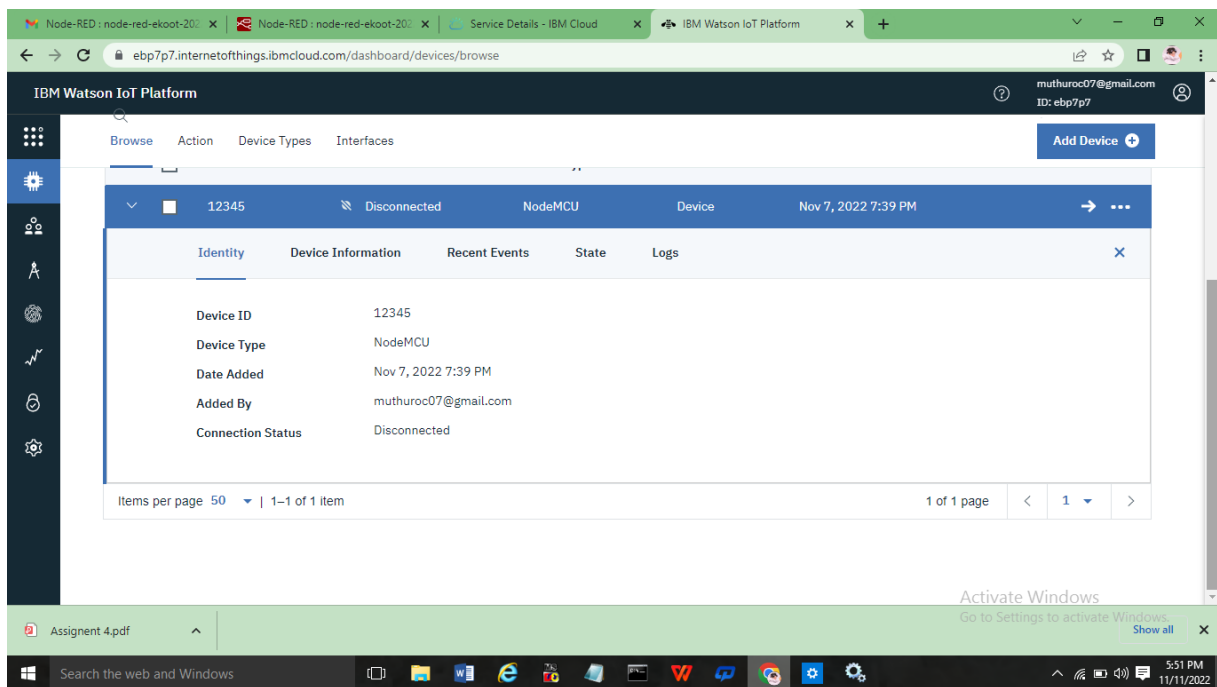 Node-RED : node-red-ekoot-202
Node-RED : node-red-ekoot-202
Service Details - IBM Cloud
IBM Watson IoT Platform
ebp7p7.internetofthings.ibmcloud.com/dashboard/devices/browse
IBM Watson IoT Platform
muthuroc07@gmail.com
ID: ebp7p7
Browse Action Device Types Interfaces
Add Device
12345 Disconnected NodeMCU Device Nov 7, 2022 7:39 PM
Identity Device Information Recent Events State Logs
Device ID 12345
Device Type NodeMCU
Date Added Nov 7, 2022 7:39 PM
Added By muthuroc07@gmail.com
Connection Status Disconnected
Items per page 50 | 1–1 of 1 item
1 of 1 page 1
Activate Windows
Go to Settings to activate Windows.
Assignent 4.pdf
Show all
Search the web and Windows
5:51 PM
11/11/2022